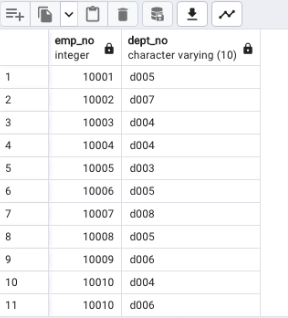 emp_no dept_no
integer character varying (10)
1 10001 d005
2 10002 d007
3 10003 d004
4 10004 d004
5 10005 d003
6 10006 d005
7 10007 d008
8 10008 d005
9 10009 d006
10 10010 d004
11 10010 d006